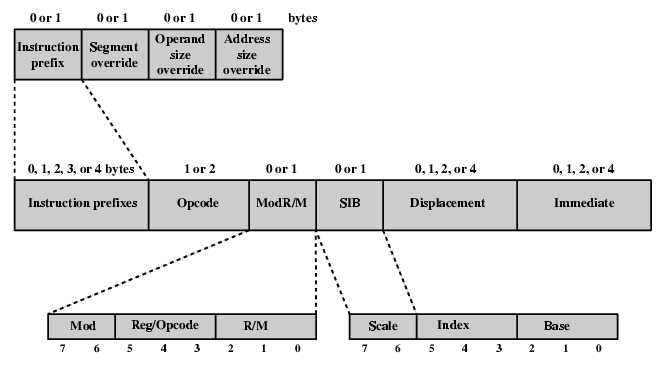 0 or 1 0 or 1 0 or 1 0 or 1 bytes
Instruction prefix Segment override Operand size override Address size override
0, 1, 2, 3, or 4 bytes 1 or 2 0 or 1 0 or 1 0, 1, 2, or 4 0, 1, 2, or 4
Instruction prefixes Opcode ModR/M SIB Displacement Immediate
Mod Reg/Opcode R/M Scale Index Base
7 6 5 4 3 2 1 0 7 6 5 4 3 2 1 0